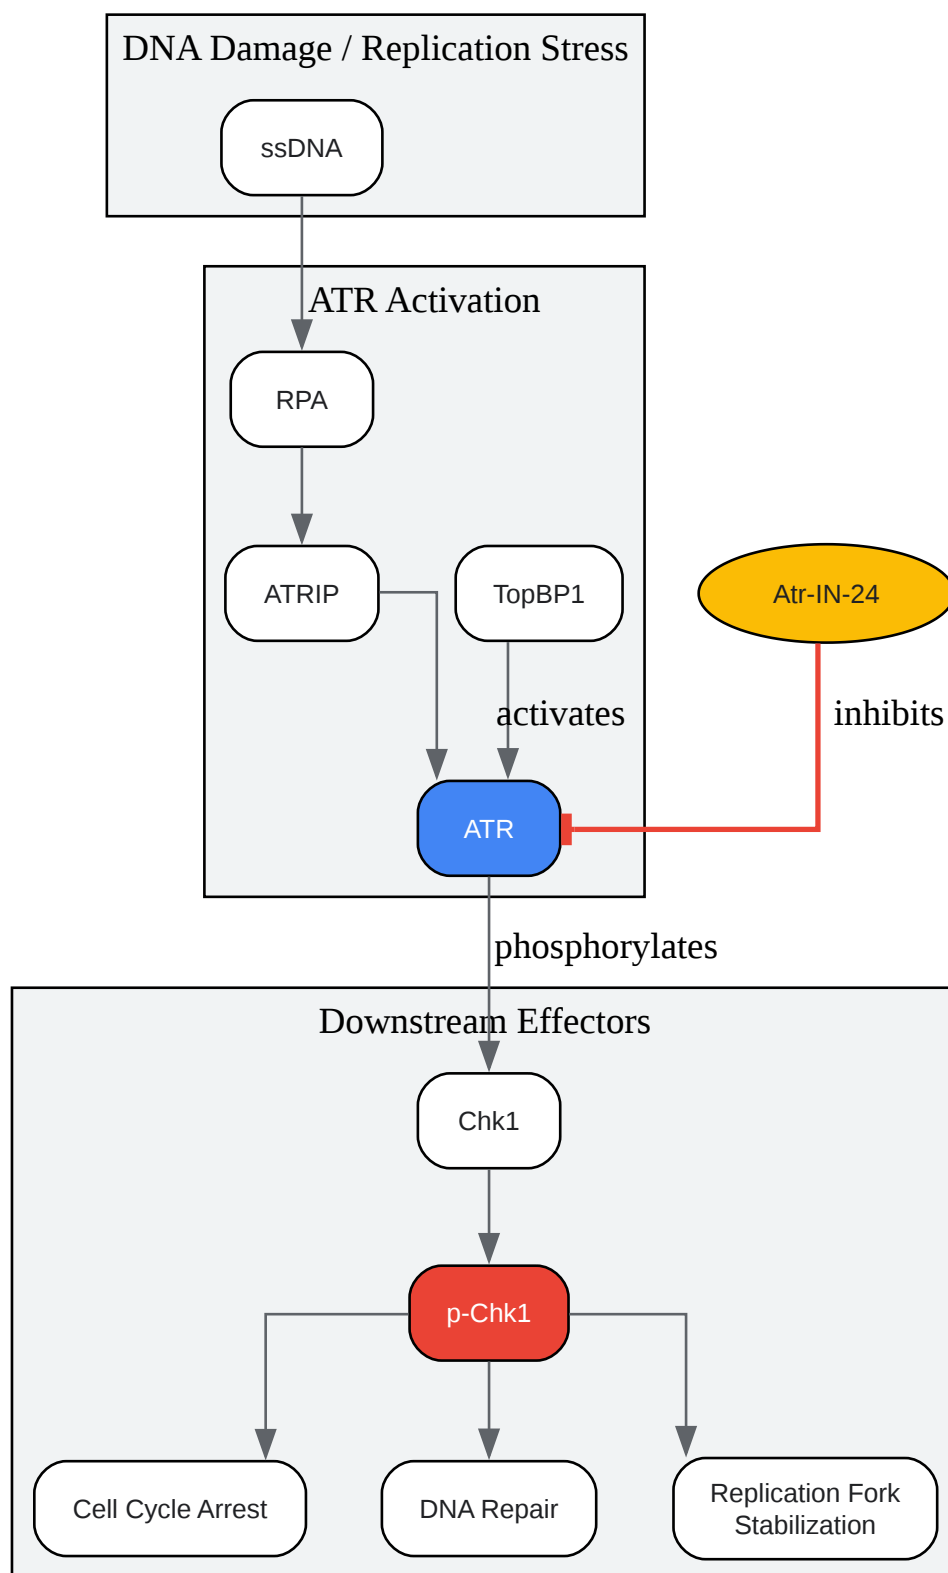 DNA Damage / Replication Stress
ssDNA
ATR Activation
RPA
ATRIP
TopBP1
Atr-IN-24
activates
inhibits
ATR
phosphorylates
Downstream Effectors
Chk1
p-Chk1
Cell Cycle Arrest
DNA Repair
Replication Fork
Stabilization